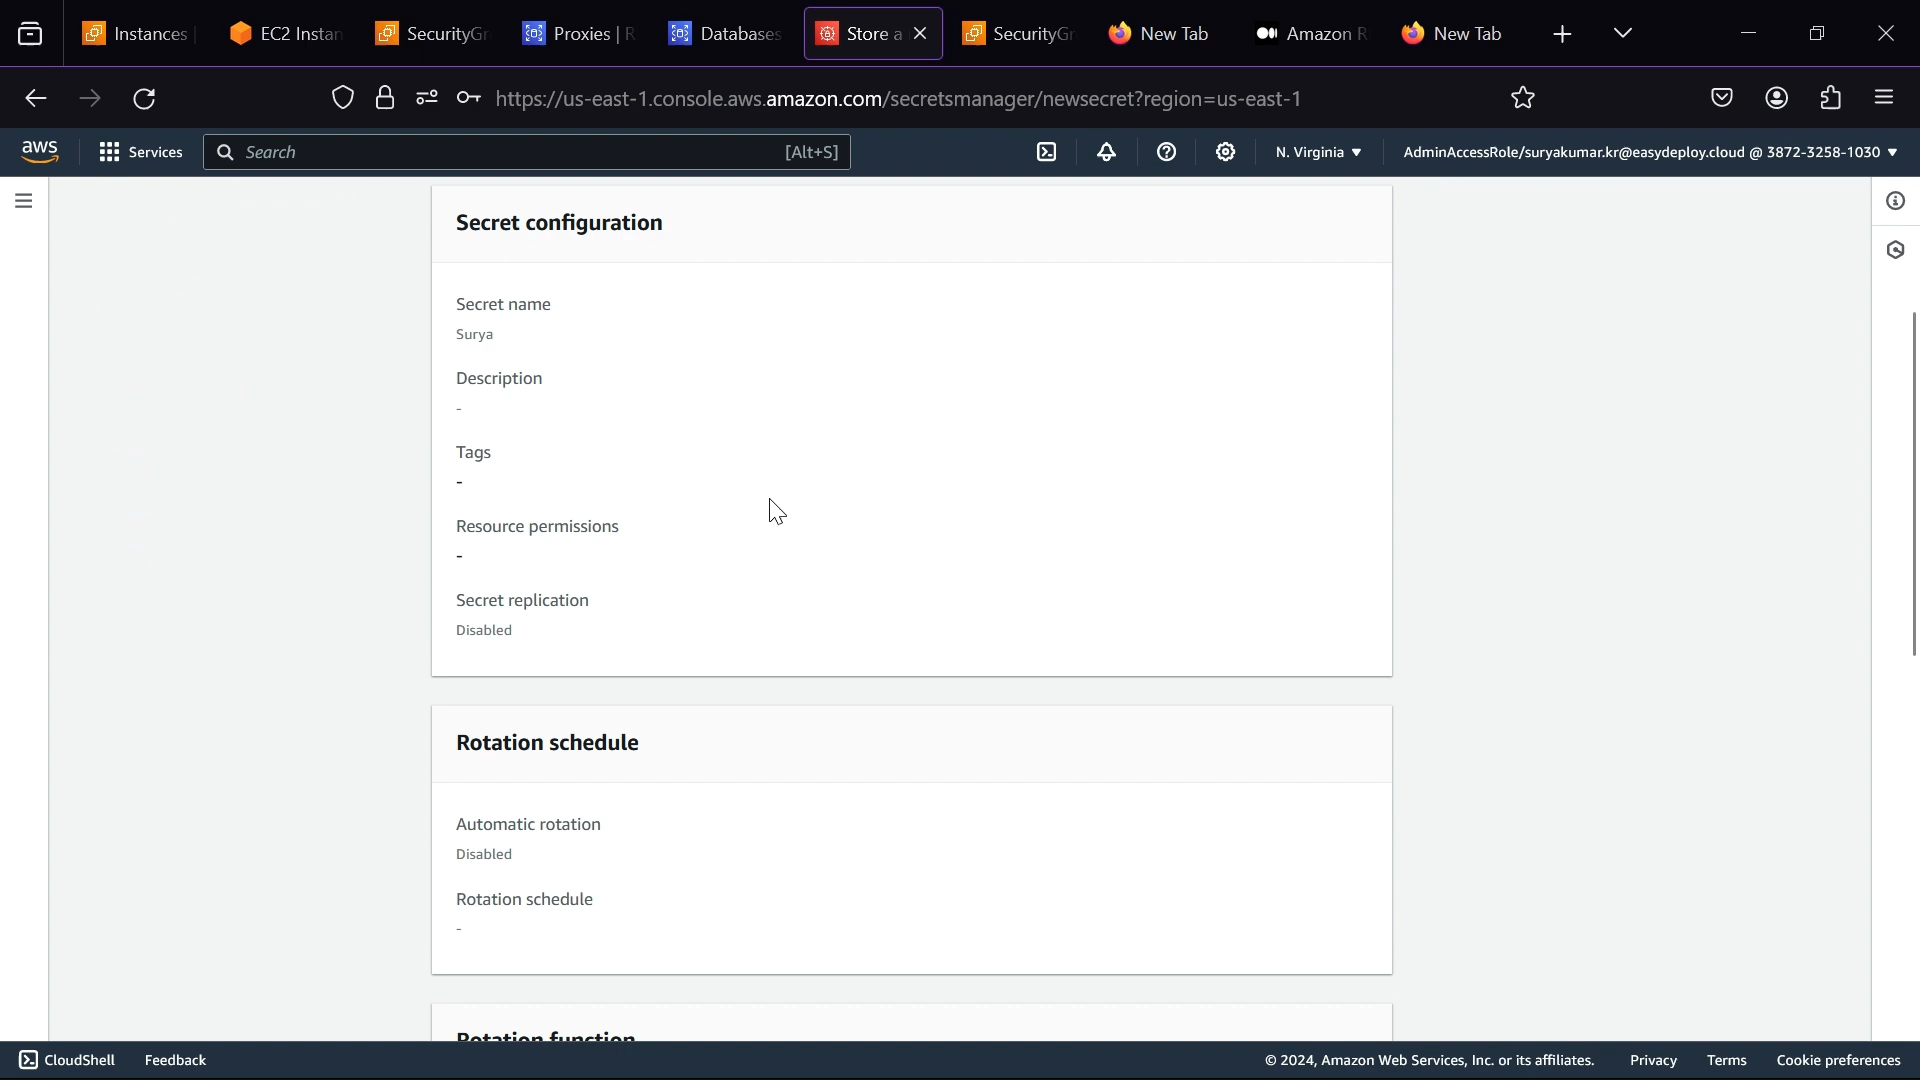 Instances
EC2 Instan
SecurityGr
Proxies | R
Databases
Store a
SecurityGr
New Tab
Amazon R
New Tab
https://us-east-1.console.aws.amazon.com/secretsmanager/newsecret?region=us-east-1
aws
Services
Search
[Alt+S]
N. Virginia
AdminAccessRole/suryakumar.kr@easydeploy.cloud @ 3872-3258-1030
Secret configuration
Secret name
Surya
Description
-
Tags
-
Resource permissions
-
Secret replication
Disabled
Rotation schedule
Automatic rotation
Disabled
Rotation schedule
-
Rotation function
CloudShell
Feedback
© 2024, Amazon Web Services, Inc. or its affiliates.
Privacy
Terms
Cookie preferences